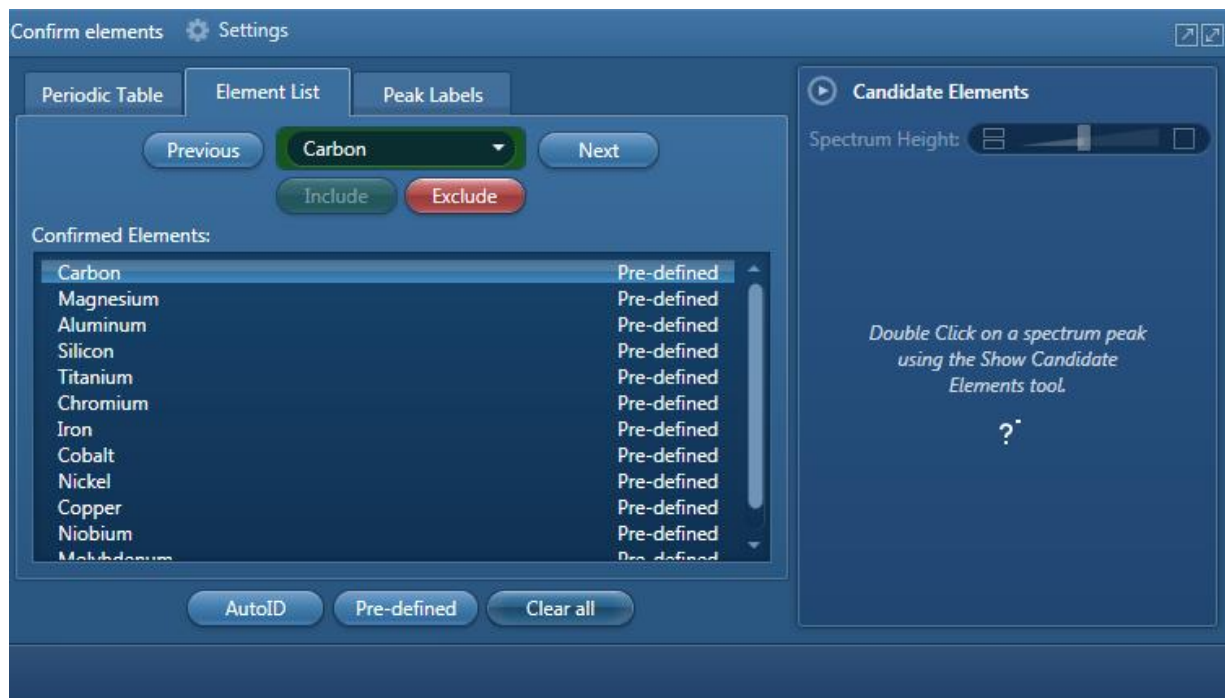 Confirm elements Settings
Periodic Table Element List Peak Labels
Previous Carbon Next
Include Exclude
Confirmed Elements:
Carbon Pre-defined
Magnesium Pre-defined
Aluminum Pre-defined
Silicon Pre-defined
Titanium Pre-defined
Chromium Pre-defined
Iron Pre-defined
Cobalt Pre-defined
Nickel Pre-defined
Copper Pre-defined
Niobium Pre-defined
Molybdenum Pre-defined
AutoID Pre-defined Clear all
Candidate Elements
Spectrum Height:
Double Click on a spectrum peak
using the Show Candidate
Elements tool.
?